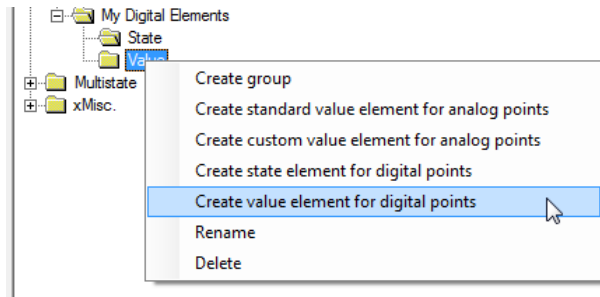 My Digital Elements
State
Value
Multistate
xMisc.
Create group
Create standard value element for analog points
Create custom value element for analog points
Create state element for digital points
Create value element for digital points
Rename
Delete